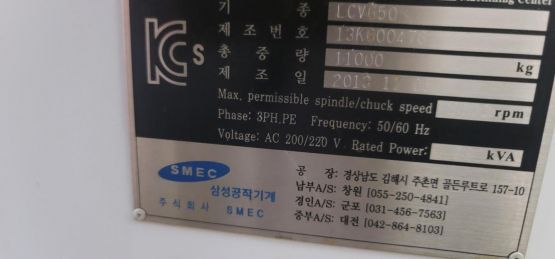 Machining Center
기 종 LCV650
제 조 번 호
총 중 량 11000 kg
제 조 일
KCs
Max. permissible spindle/chuck speed rpm
Phase: 3PH,PE Frequency: 50/60 Hz
Voltage: AC 200/220 V Rated Power: kVA
SMEC
삼성공작기계
주식회사 SMEC
공 장: 경상남도 김해시 주촌면 골든루트로 157-10
남부A/S: 창원 [055-250-4841]
경인A/S: 군포 [031-456-7563]
중부A/S: 대전 [042-864-8103]